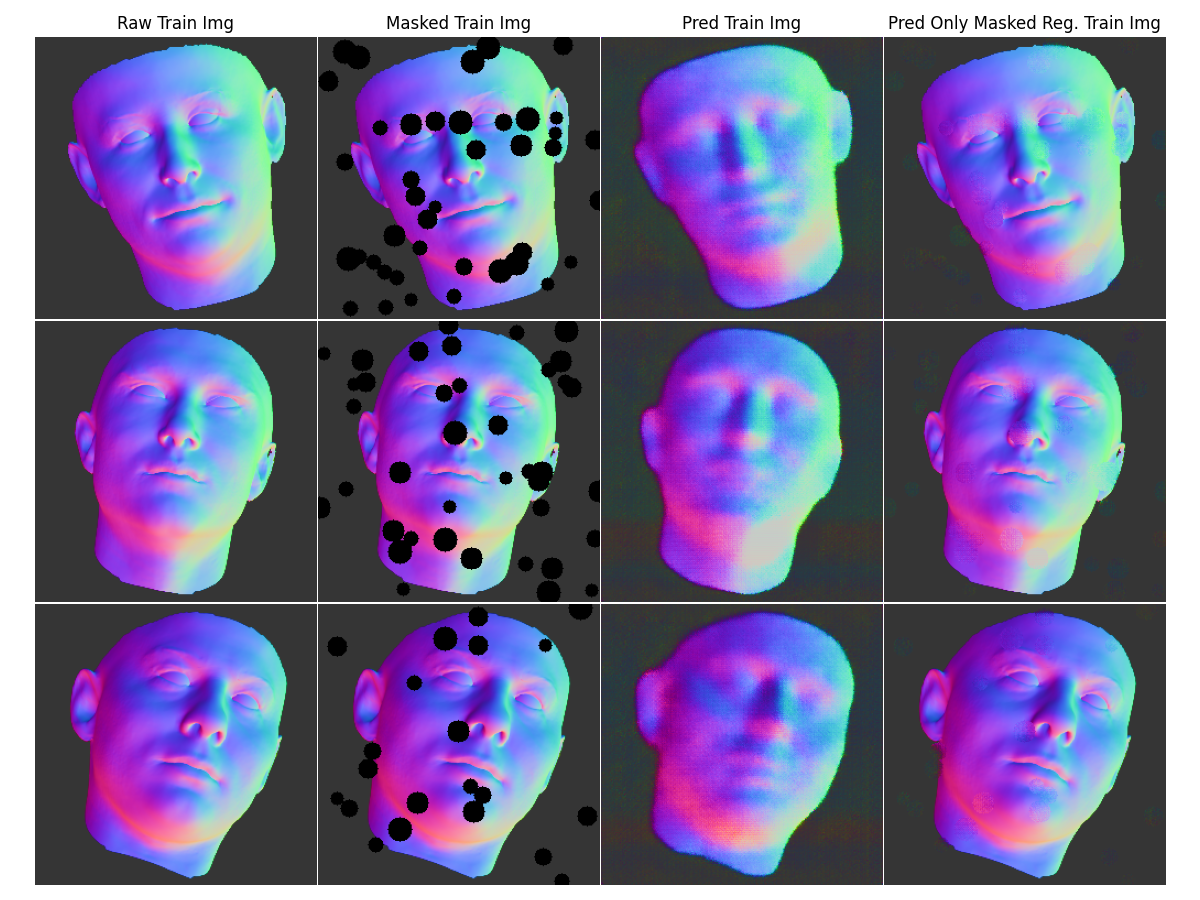 Raw Train Img
Masked Train Img
Pred Train Img
Pred Only Masked Reg. Train Img